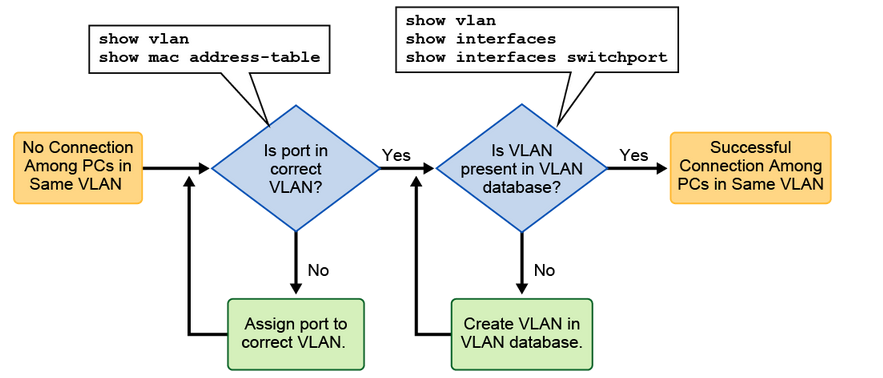 show vlan
show mac address-table
show vlan
show interfaces
show interfaces switchport
No Connection
Among PCs in
Same VLAN
Is port in
correct
VLAN?
Yes
Is VLAN
present in VLAN
database?
Yes
Successful
Connection Among
PCs in Same VLAN
No
No
Assign port to
correct VLAN.
Create VLAN in
VLAN database.